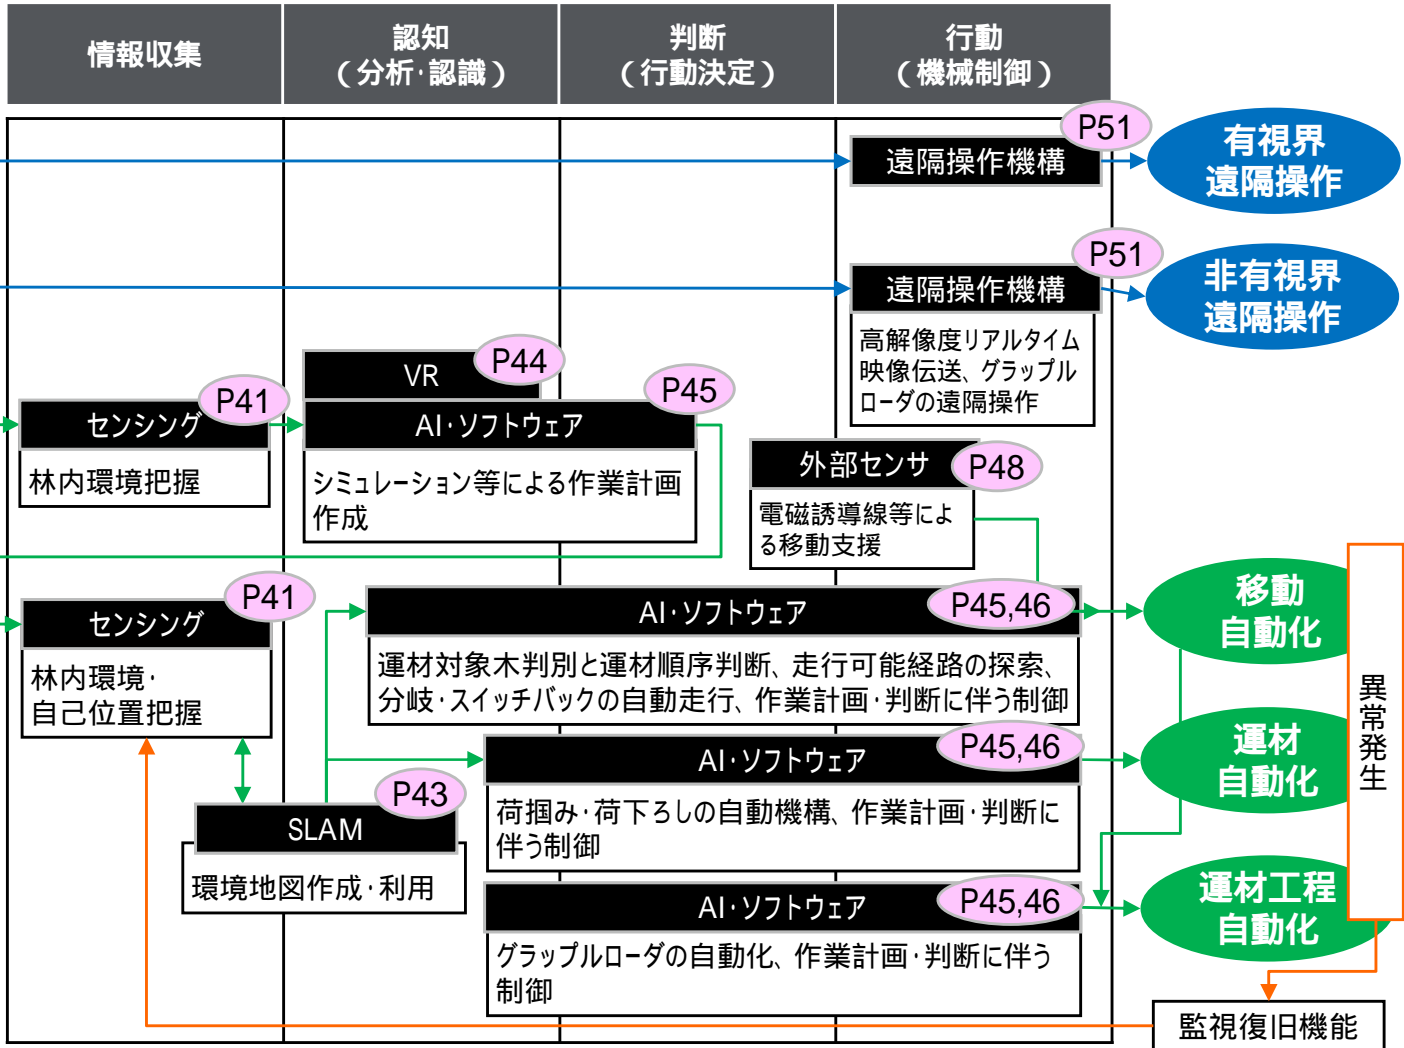 情報収集
認知
（分析・認識）
判断
（行動決定）
行動
（機械制御）
P51
遠隔操作機構
有視界
遠隔操作
P51
遠隔操作機構
高解像度リアルタイム
映像伝送、グラップル
ローダの遠隔操作
非有視界
遠隔操作
P41
センシング
林内環境把握
VR
P44
P45
AI・ソフトウェア
シミュレーション等による作業計画
作成
外部センサ
P48
電磁誘導線等によ
る移動支援
P41
センシング
林内環境・
自己位置把握
AI・ソフトウェア
P45,46
運材対象木判別と運材順序判断、走行可能経路の探索、
分岐・スイッチバックの自動走行、作業計画・判断に伴う制御
移動
自動化
P43
SLAM
環境地図作成・利用
AI・ソフトウェア
P45,46
荷掴み・荷下ろしの自動機構、作業計画・判断に
伴う制御
運材
自動化
AI・ソフトウェア
P45,46
グラップルローダの自動化、作業計画・判断に伴う
制御
運材工程
自動化
異常発生
監視復旧機能